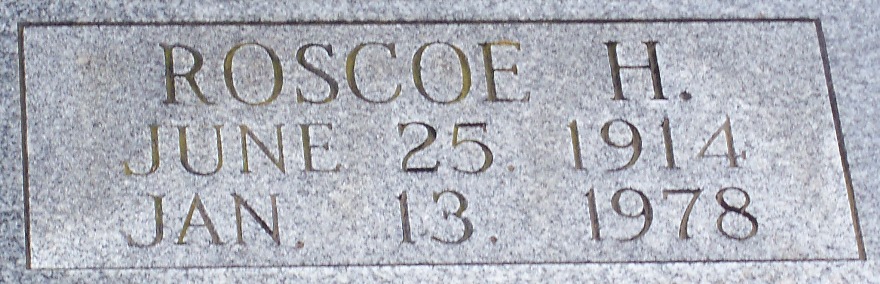 ROSCOE H.
JUNE 25. 1914
JAN. 13. 1978